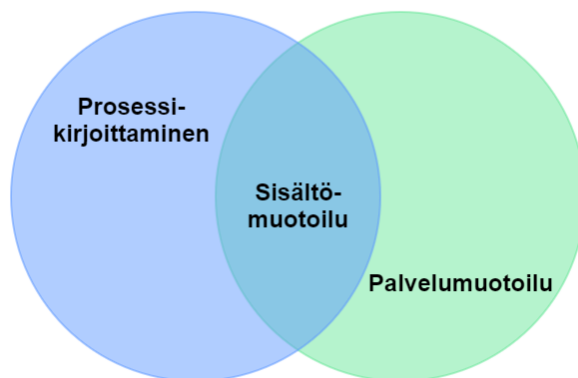 Prosessi-
kirjoittaminen
Sisältö-
muotoilu
Palvelumuotoilu